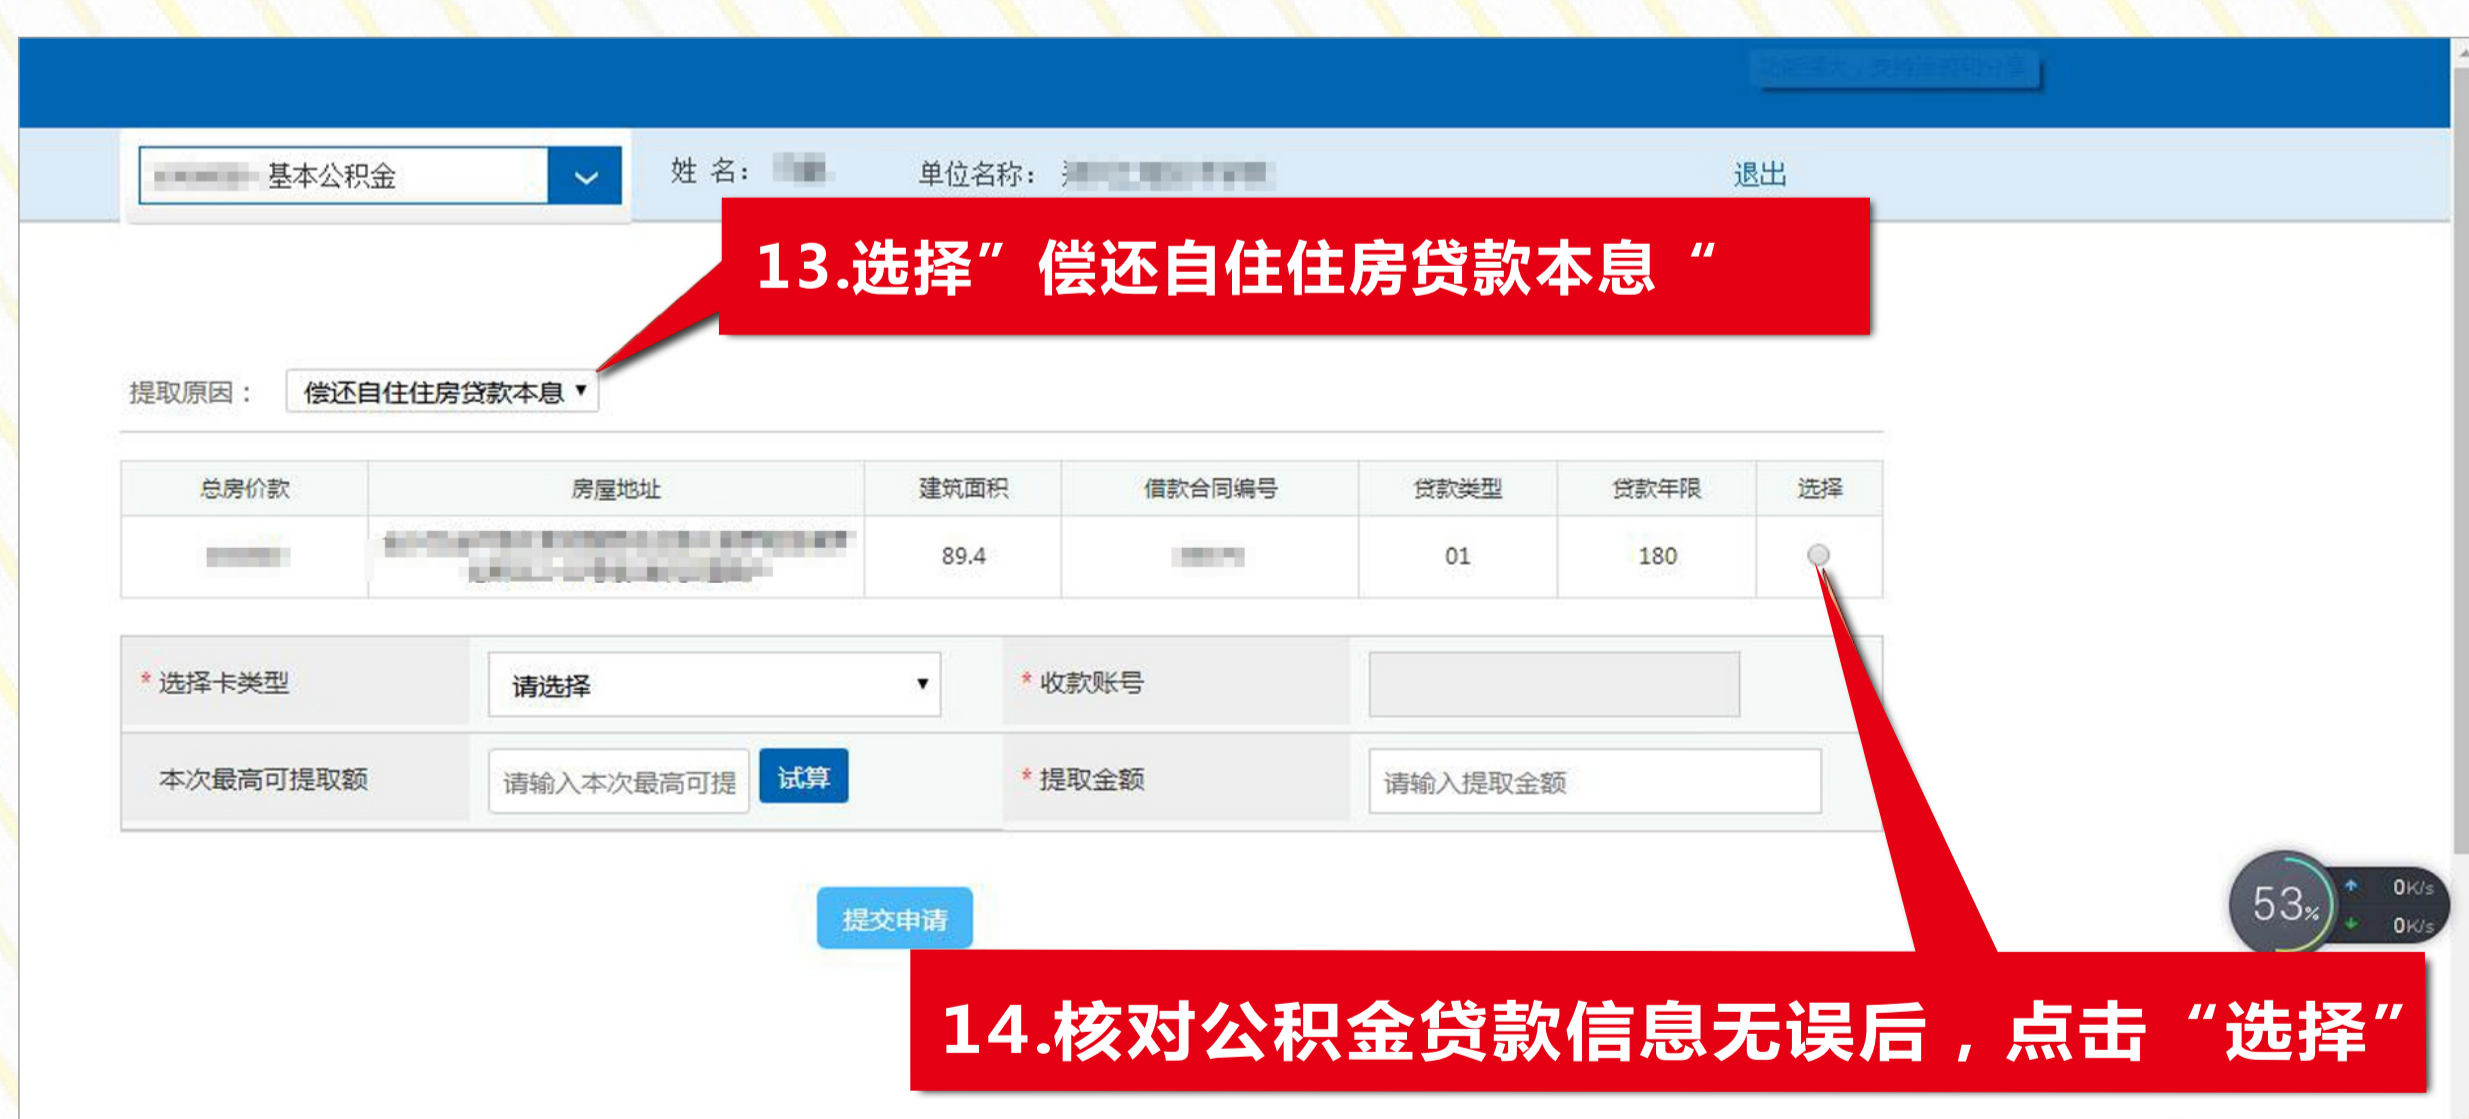 基本公积金
姓 名：
单位名称：
退出
13.选择”偿还自住住房贷款本息“
提取原因：
偿还自住住房贷款本息
总房价款 房屋地址 建筑面积 借款合同编号 贷款类型 贷款年限 选择
89.4 01 180
* 选择卡类型 请选择 * 收款账号
本次最高可提取额 请输入本次最高可提 试算 * 提取金额 请输入提取金额
提交申请
53% 0K/s
0K/s
14.核对公积金贷款信息无误后，点击“选择”